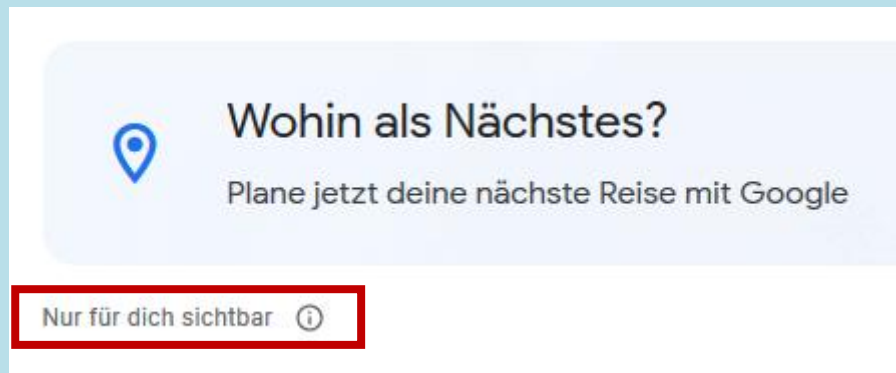 Wohin als Nächstes?
Plane jetzt deine nächste Reise mit Google
Nur für dich sichtbar